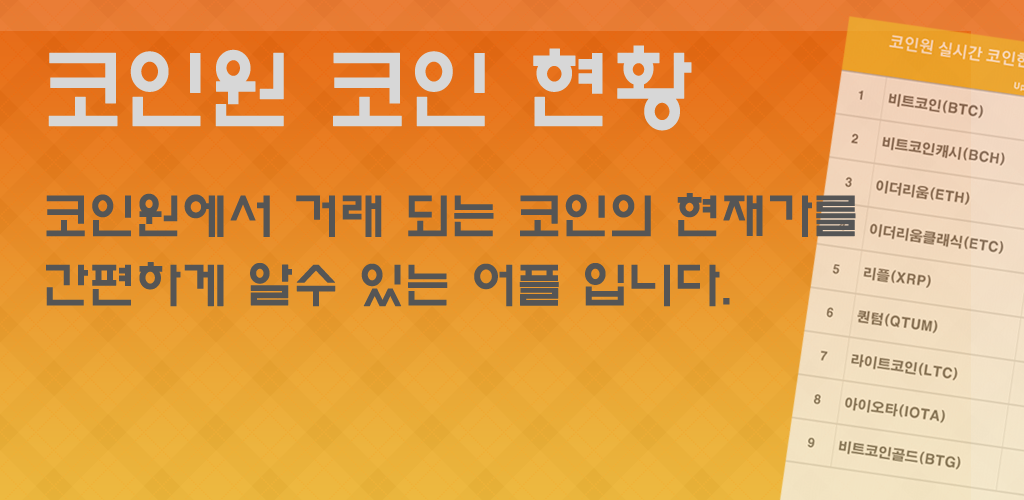 코인원 코인 현황
코인원에서 거래 되는 코인의 현재가를
간편하게 알수 있는 어플 입니다.
코인원 실시간 코인현
Up
1 비트코인(BTC)
2 비트코인캐시(BCH)
3 이더리움(ETH)
이더리움클래식(ETC)
5 리플(XRP)
6 퀀텀(QTUM)
7 라이트코인(LTC)
8 아이오타(IOTA)
9 비트코인골드(BTG)